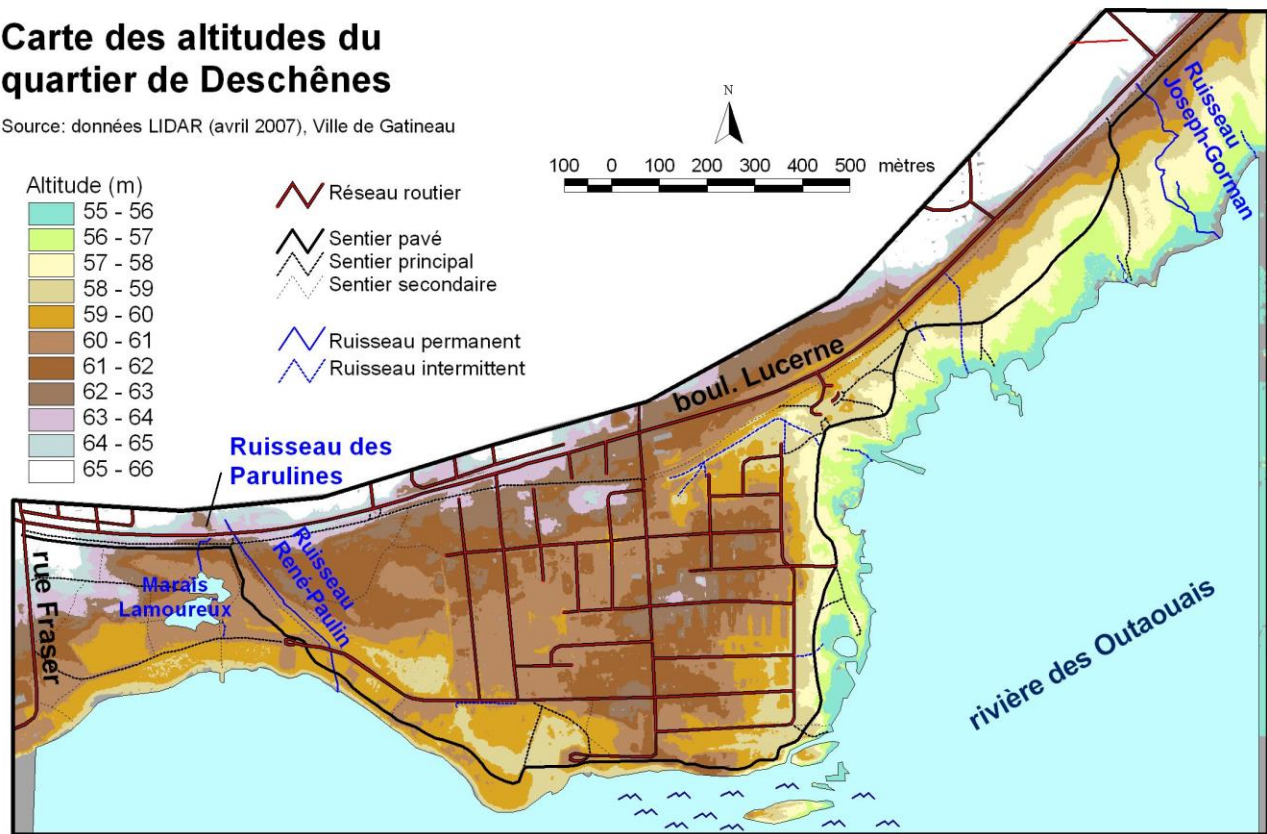 Carte des altitudes du
quartier de Deschênes
Source: données LIDAR (avril 2007), Ville de Gatineau
N
100 0 100 200 300 400 500 mètres
Altitude (m)
55 - 56
56 - 57
57 - 58
58 - 59
59 - 60
60 - 61
61 - 62
62 - 63
63 - 64
64 - 65
65 - 66
Réseau routier
Sentier pavé
Sentier principal
Sentier secondaire
Ruisseau permanent
Ruisseau intermittent
Ruisseau
Joseph-Gorman
boul. Lucerne
Ruisseau des
Parulines
Ruisseau
René-Paulin
rue Fraser
Marais
Lamoureux
rivière des Outaouais